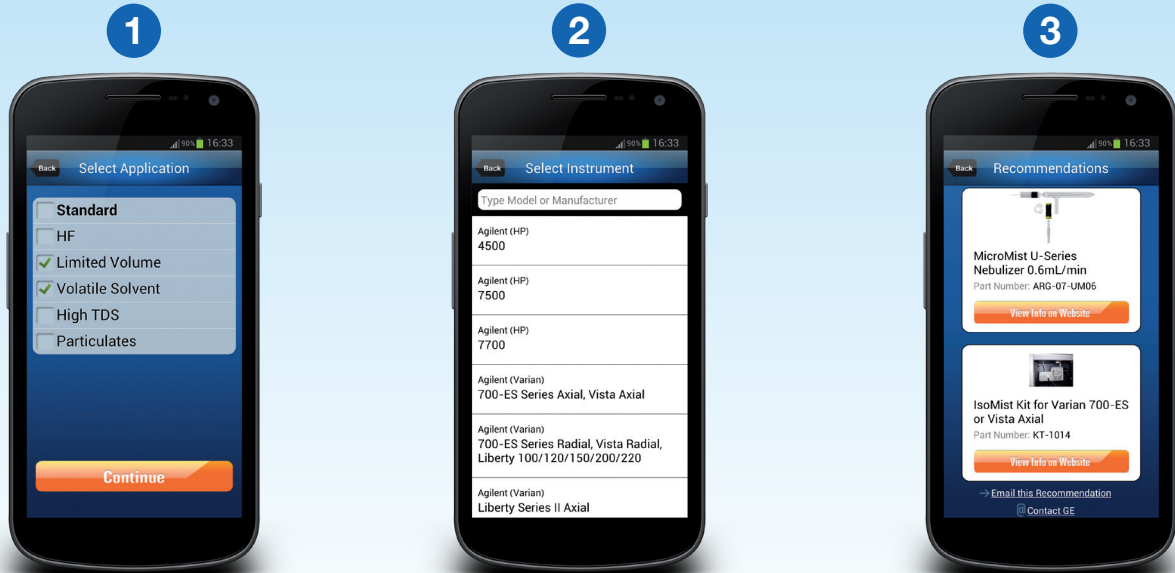 1
90% 16:33
Back Select Application
Standard
HF
Limited Volume
Volatile Solvent
High TDS
Particulates
Continue
2
90% 16:33
Back Select Instrument
Type Model or Manufacturer
Agilent (HP)
4500
Agilent (HP)
7500
Agilent (HP)
7700
Agilent (Varian)
700-ES Series Axial, Vista Axial
Agilent (Varian)
700-ES Series Radial, Vista Radial,
Liberty 100/120/150/200/220
Agilent (Varian)
Liberty Series II Axial
3
90% 16:33
Back Recommendations
MicroMist U-Series
Nebulizer 0.6mL/min
Part Number: ARG-07-UM06
View Info on Website
IsoMist Kit for Varian 700-ES
or Vista Axial
Part Number: KT-1014
View Info on Website
→ Email this Recommendation
@ Contact GE